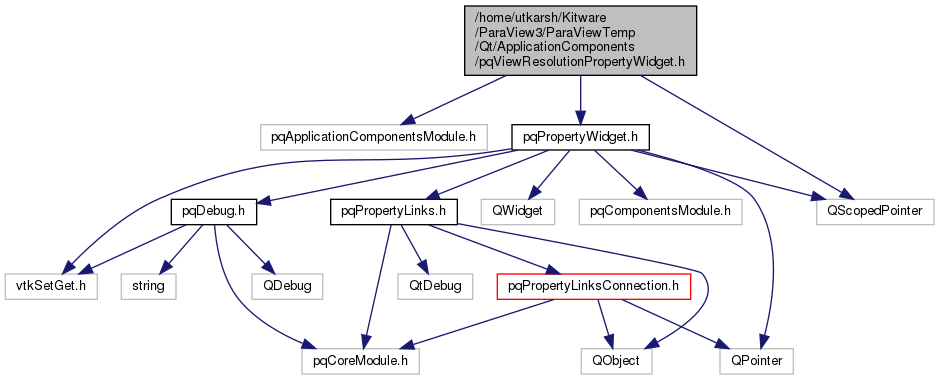 /home/utkarsh/Kitware
/ParaView3/ParaViewTemp
/Qt/ApplicationComponents
/pqViewResolutionPropertyWidget.h
pqApplicationComponentsModule.h
pqPropertyWidget.h
pqDebug.h
pqPropertyLinks.h
QWidget
pqComponentsModule.h
QScopedPointer
vtkSetGet.h
string
QDebug
QtDebug
pqPropertyLinksConnection.h
pqCoreModule.h
QObject
QPointer